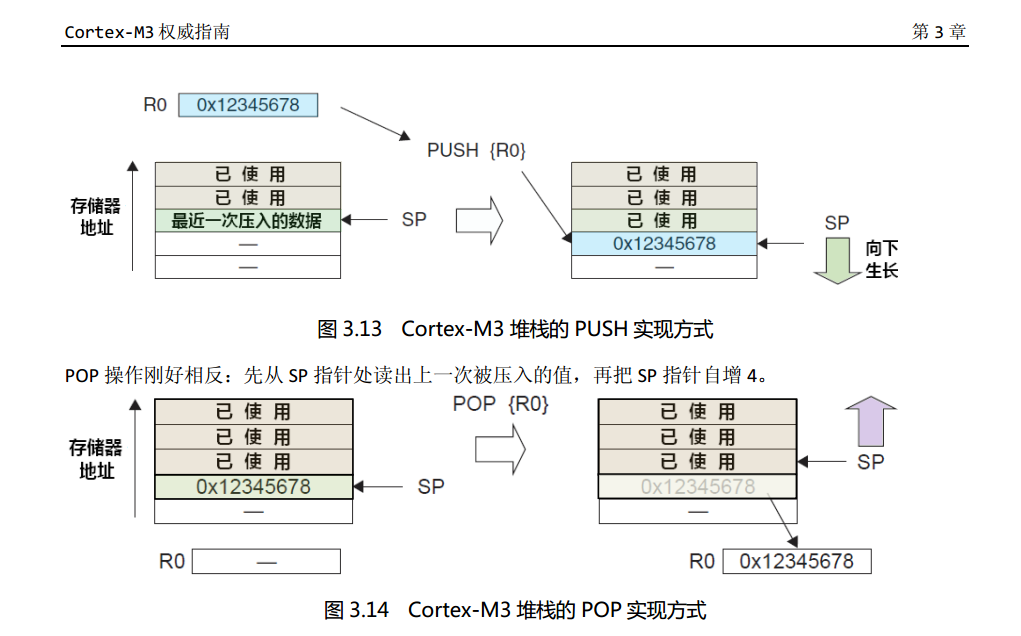 Cortex-M3 权威指南 第 3 章
R0 0x12345678
PUSH {R0}
已 使 用
已 使 用
最近一次压入的数据
—
—
存储器
地址
SP
已 使 用
已 使 用
已 使 用
0x12345678
—
SP
向下
生长
图 3.13 Cortex-M3 堆栈的 PUSH 实现方式
POP 操作刚好相反：先从 SP 指针处读出上一次被压入的值，再把 SP 指针自增 4。
POP {R0}
已 使 用
已 使 用
已 使 用
0x12345678
—
存储器
地址
SP
R0 —
已 使 用
已 使 用
已 使 用
0x12345678
—
SP
R0 0x12345678
图 3.14 Cortex-M3 堆栈的 POP 实现方式